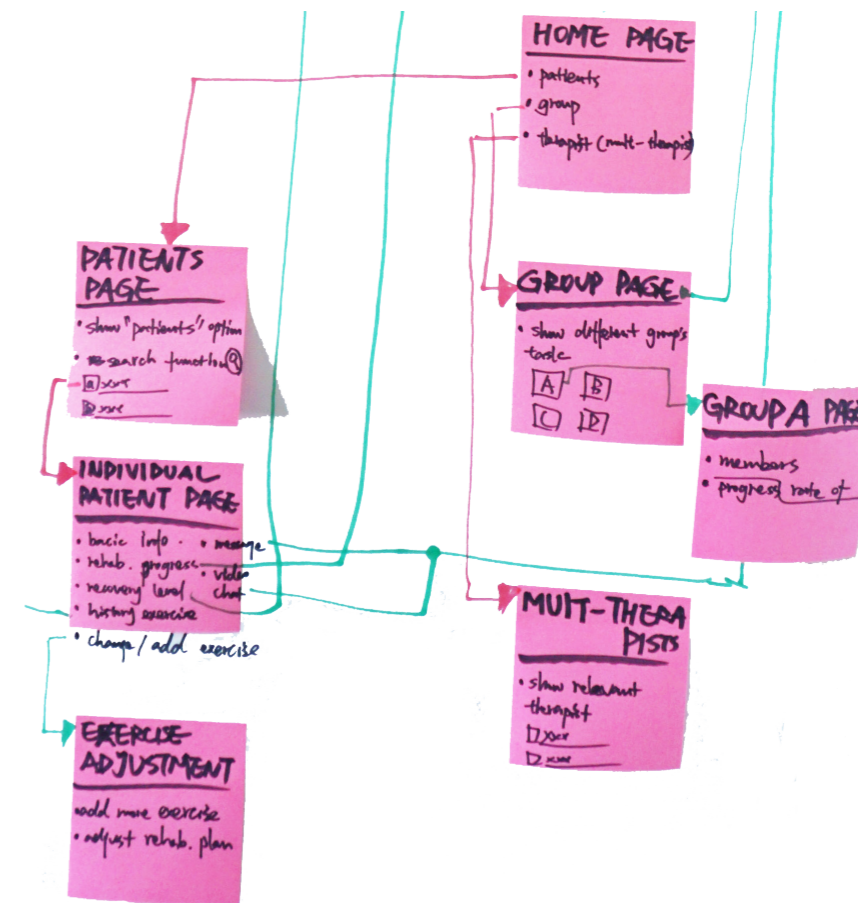 HOME PAGE
• patients
• group
• therapist (mult-therapist)
PATIENTS
PAGE
• show "patients" option
• search function
a xxx
xxx
INDIVIDUAL
PATIENT PAGE
• basic info.
• rehab. progress
• recovery level
• history exercise
• change / add exercise
• message
• video
chat
EXERCISE
ADJUSTMENT
• add more exercise
• adjust rehab. plan
GROUP PAGE
• show different group's
A B
C D
GROUP A PAGE
• members
• progress rate of
MUlT-THERA
PISTS
• show relevant
therapist
xxx
xxx